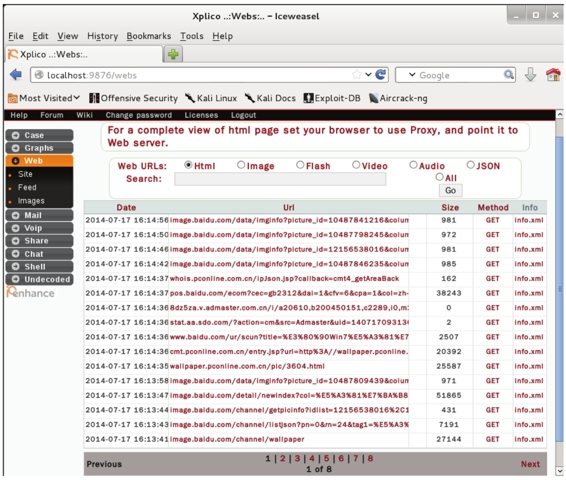 Xplico ..:Webs:.. - Iceweasel
File Edit View History Bookmarks Tools Help
Xplico ..:Webs:..
localhost:9876/webs
Google
Most Visited Offensive Security Kali Linux Kali Docs Exploit-DB Aircrack-ng
Help Forum Wiki Change password Licenses Logout
Case
Graphs
Web
Site
Feed
Images
Mail
Voip
Share
Chat
Shell
Undecoded
enhance
For a complete view of html page set your browser to use Proxy, and point it to
Web server.
Web URLs: Html Image Flash Video Audio JSON
Search: All
Go
Date Url Size Method Info
2014-07-17 16:14:56 image.baidu.com/data/imginfo?picture_id=10487841216&colum 981 GET info.xml
2014-07-17 16:14:50 image.baidu.com/data/imginfo?picture_id=10487798245&colum 972 GET info.xml
2014-07-17 16:14:46 image.baidu.com/data/imginfo?picture_id=12156538016&colum 981 GET info.xml
2014-07-17 16:14:42 image.baidu.com/data/imginfo?picture_id=10487846235&colum 985 GET info.xml
2014-07-17 16:14:37 whois.pconline.com.cn/ipJson.jsp?callback=cmt4_getAreaBack 162 GET info.xml
2014-07-17 16:14:37 pos.baidu.com/ecom?cec=gb2312&dai=1&cfv=6&cpa=1&col=zh- 38243 GET info.xml
2014-07-17 16:14:36 8dz5za.v.admaster.com.cn/i/a20610,b200450151,c2289,i0,m 0 GET info.xml
2014-07-17 16:14:36 stat.aa.sdo.com/?action=cm&src=Admaster&uid=140717093130 2 GET info.xml
2014-07-17 16:14:36 www.baidu.com/ur/scun?title=%E3%80%90Win7%E5%A3%81%E7 2507 GET info.xml
2014-07-17 16:14:36 cmt.pconline.com.cn/entry.jsp?url=http%3A//wallpaper.pconline. 20392 GET info.xml
2014-07-17 16:14:35 wallpaper.pconline.com.cn/pic/3604.html 25587 GET info.xml
2014-07-17 16:13:58 image.baidu.com/data/imginfo?picture_id=10487809439&colum 971 GET info.xml
2014-07-17 16:13:47 image.baidu.com/detail/newindex?col=%E5%A3%81%E7%BA%B8 51865 GET info.xml
2014-07-17 16:13:44 image.baidu.com/channel/getpicinfo?idlist=12156538016%2C1 431 GET info.xml
2014-07-17 16:13:43 image.baidu.com/channel/listjson?pn=0&rn=24&tag1=%E5%A3% 7191 GET info.xml
2014-07-17 16:13:41 image.baidu.com/channel/wallpaper 27144 GET info.xml
Previous 1 | 2 | 3 | 4 | 5 | 6 | 7 | 8 Next
1 of 8